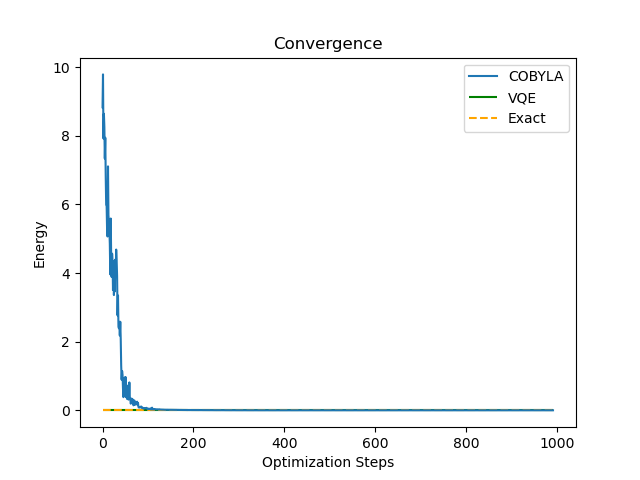 Convergence
COBYLA
VQE
Exact
Energy
10
8
6
4
2
0
0 200 400 600 800 1000
Optimization Steps